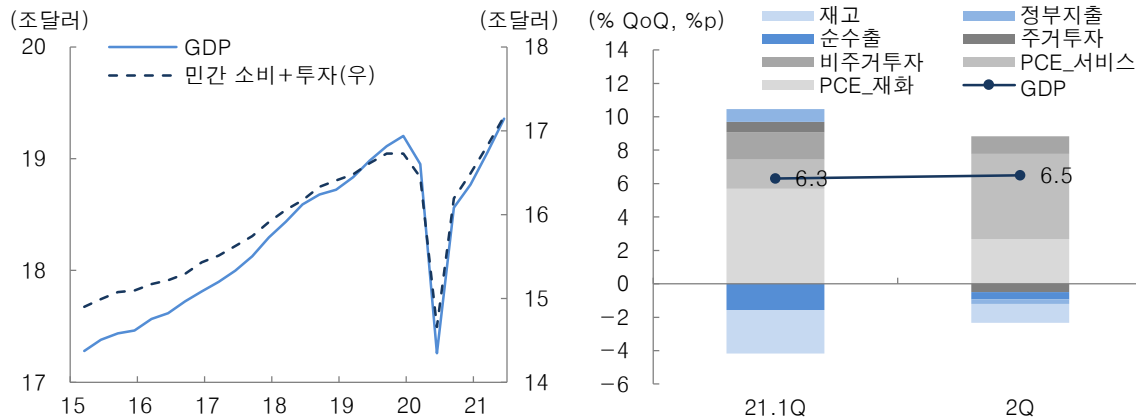 (조달러)
(조달러)
GDP
민간 소비+투자(우)
20
19
18
17
18
17
16
15
14
15
16
17
18
19
20
21
(% QoQ, %p)
재고
정부지출
순수출
주거투자
비주거투자
PCE_서비스
PCE_재화
GDP
14
12
10
8
6
4
2
0
−2
−4
−6
6.3
6.5
21.1Q
2Q